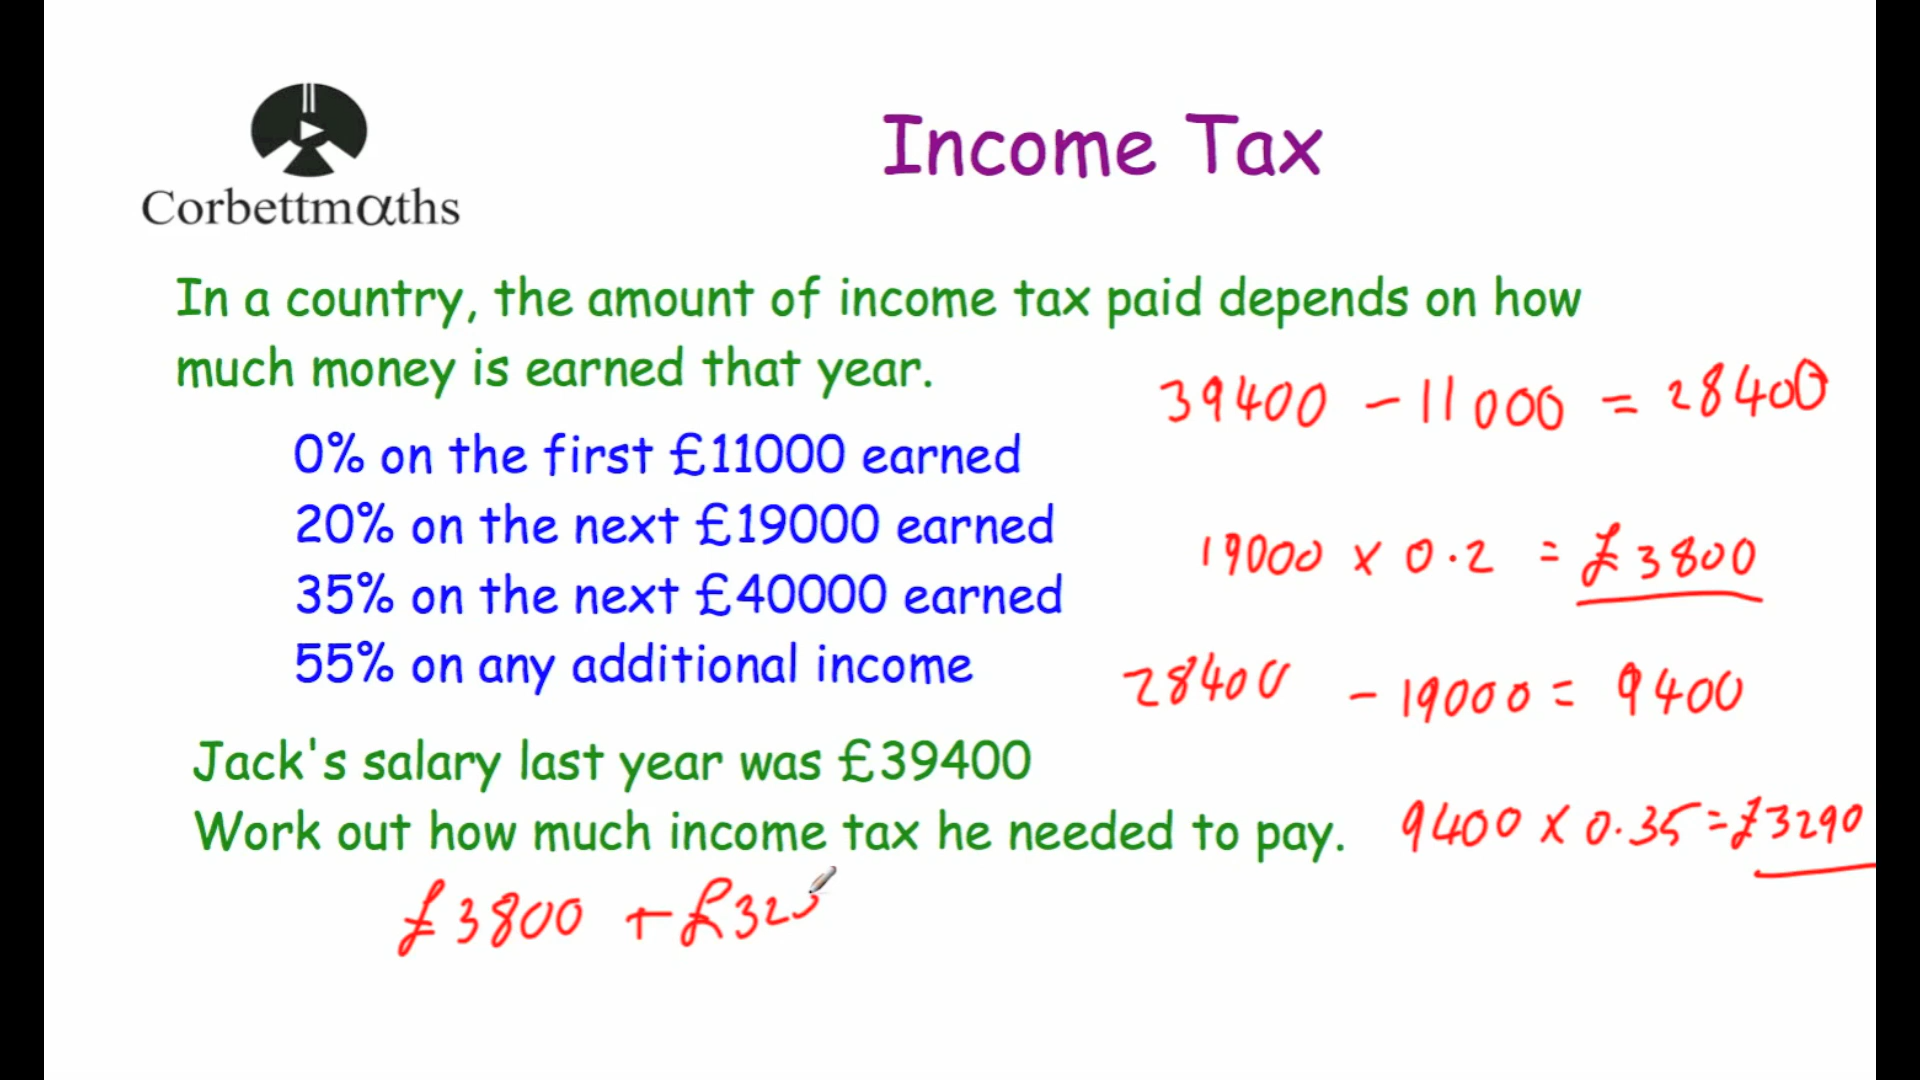 Corbettmαths
Income Tax
In a country, the amount of income tax paid depends on how
much money is earned that year.
39400 - 11000 = 28400
0% on the first £11000 earned
20% on the next £19000 earned
19000 x 0.2 = £3800
35% on the next £40000 earned
55% on any additional income
28400 - 19000 = 9400
Jack's salary last year was £39400
Work out how much income tax he needed to pay.
9400 x 0.35 = £3290
£3800 + £32